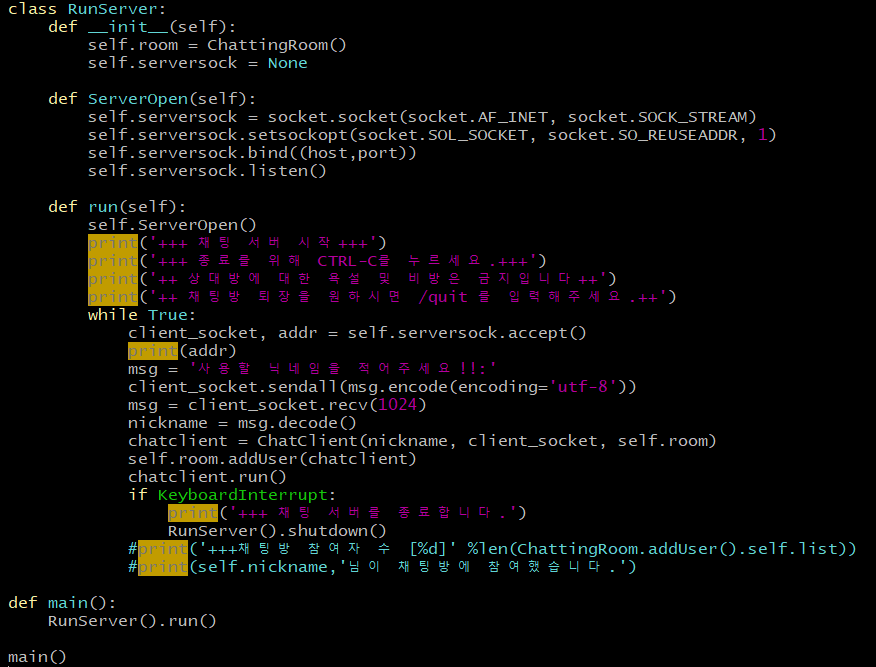 class RunServer:
    def __init__(self):
        self.room = ChattingRoom()
        self.serversock = None
    def ServerOpen(self):
        self.serversock = socket.socket(socket.AF_INET, socket.SOCK_STREAM)
        self.serversock.setsockopt(socket.SOL_SOCKET, socket.SO_REUSEADDR, 1)
        self.serversock.bind((host,port))
        self.serversock.listen()
    def run(self):
        self.ServerOpen()
        print('+++ 채팅 서버 시작+++')
        print('+++ 종료를 위해 CTRL-C를 누르세요.+++')
        print('++ 상대방에 대한 욕설 및 비방은 금지입니다++')
        print('++ 채팅방 퇴장을 원하시면 /quit 를 입력해주세요.++')
        while True:
            client_socket, addr = self.serversock.accept()
            print(addr)
            msg = '사용할 닉네임을 적어주세요!!:'
            client_socket.sendall(msg.encode(encoding='utf-8'))
            msg = client_socket.recv(1024)
            nickname = msg.decode()
            chatclient = ChatClient(nickname, client_socket, self.room)
            self.room.addUser(chatclient)
            chatclient.run()
            if KeyboardInterrupt:
                print('+++ 채팅 서버를 종료합니다.')
                RunServer().shutdown()
            #print('+++채팅방 참여자 수 [%d]' %len(ChattingRoom.addUser().self.list))
            #print(self.nickname,'님이 채팅방에 참여했습니다.')
def main():
    RunServer().run()
main()